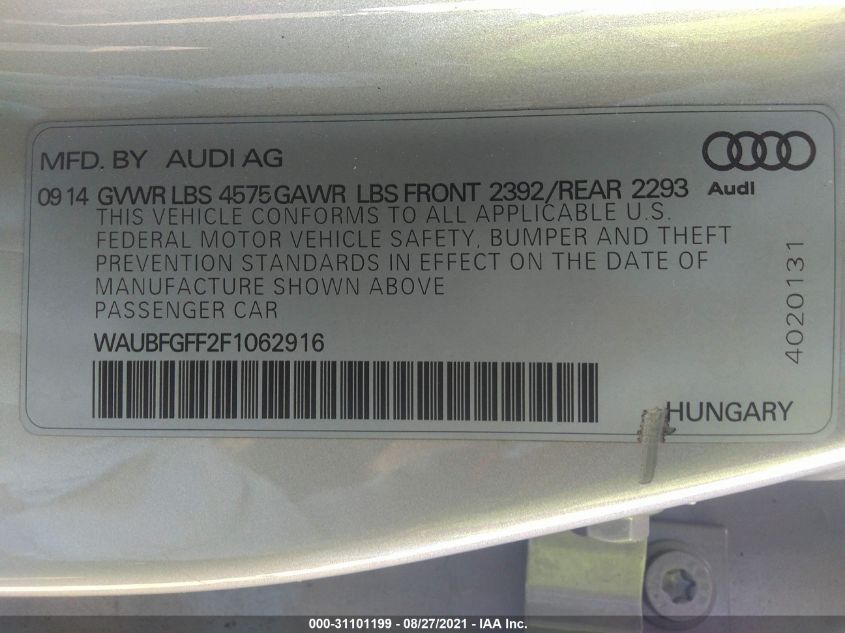 MFD. BY AUDI AG
Audi
09 14 GVWR LBS 4575 GAWR LBS FRONT 2392/REAR 2293
THIS VEHICLE CONFORMS TO ALL APPLICABLE U.S.
FEDERAL MOTOR VEHICLE SAFETY, BUMPER AND THEFT
PREVENTION STANDARDS IN EFFECT ON THE DATE OF
MANUFACTURE SHOWN ABOVE
PASSENGER CAR
WAUBFGFF2F1062916
4020131
HUNGARY
000-31101199 - 08/27/2021 - IAA Inc.